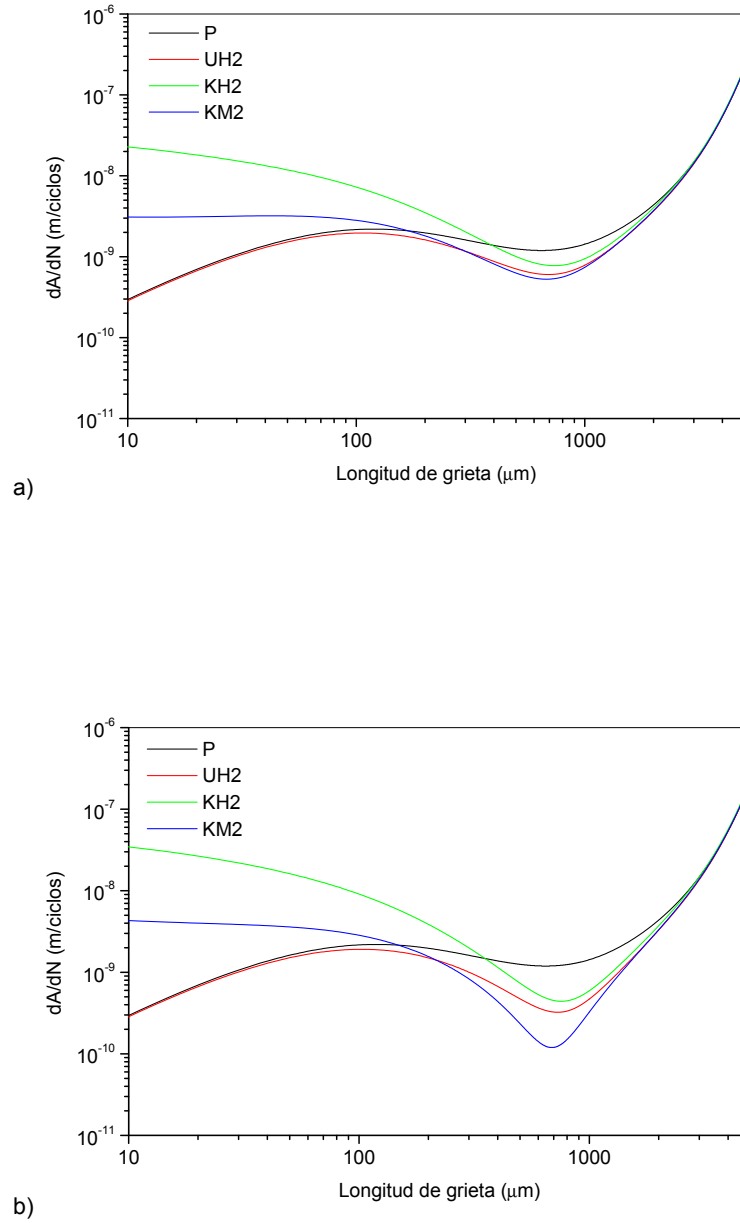 10⁻⁶
P
UH2
KH2
KM2
10⁻⁷
10⁻⁸
10⁻⁹
10⁻¹⁰
10⁻¹¹
dA/dN (m/ciclos)
10 100 1000
Longitud de grieta (μm)
a)
10⁻⁶
P
UH2
KH2
KM2
10⁻⁷
10⁻⁸
10⁻⁹
10⁻¹⁰
10⁻¹¹
dA/dN (m/ciclos)
10 100 1000
Longitud de grieta (μm)
b)